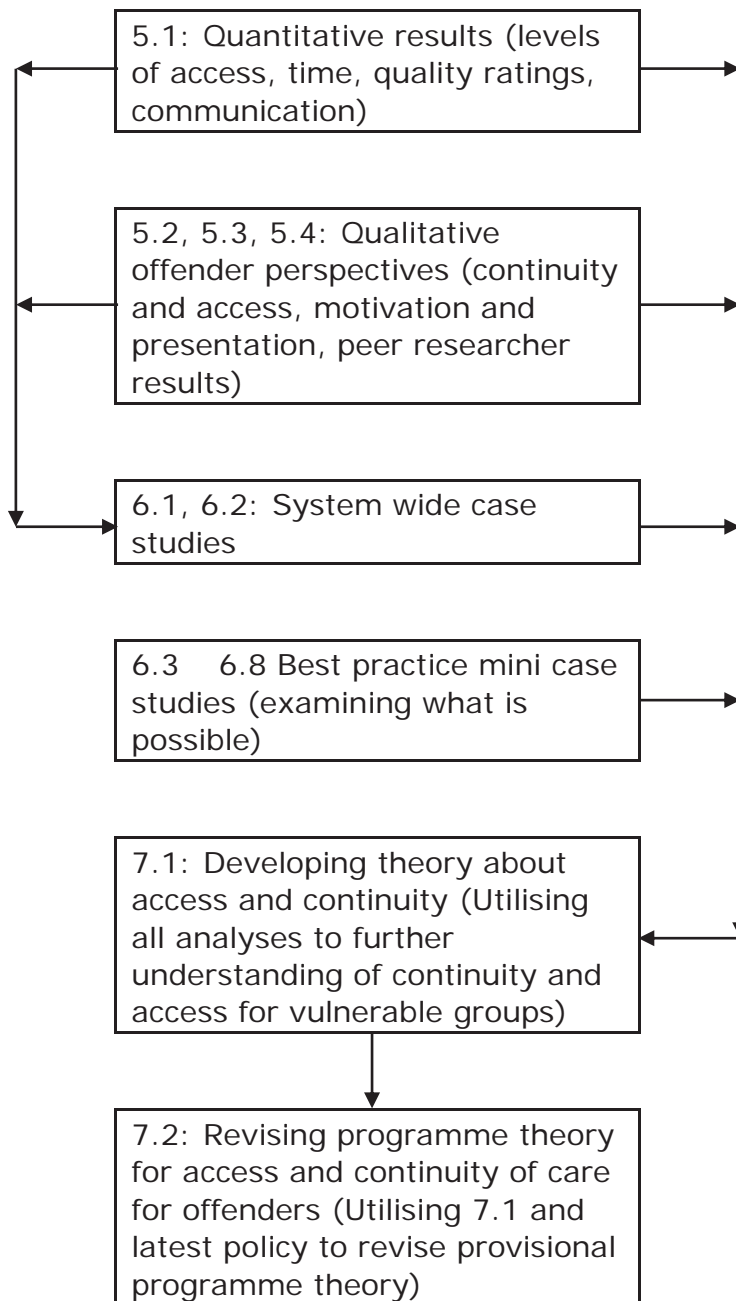 5.1: Quantitative results (levels
of access, time, quality ratings,
communication)
5.2, 5.3, 5.4: Qualitative
offender perspectives (continuity
and access, motivation and
presentation, peer researcher
results)
6.1, 6.2: System wide case
studies
6.3 6.8 Best practice mini case
studies (examining what is
possible)
7.1: Developing theory about
access and continuity (Utilising
all analyses to further
understanding of continuity and
access for vulnerable groups)
7.2: Revising programme theory
for access and continuity of care
for offenders (Utilising 7.1 and
latest policy to revise provisional
programme theory)